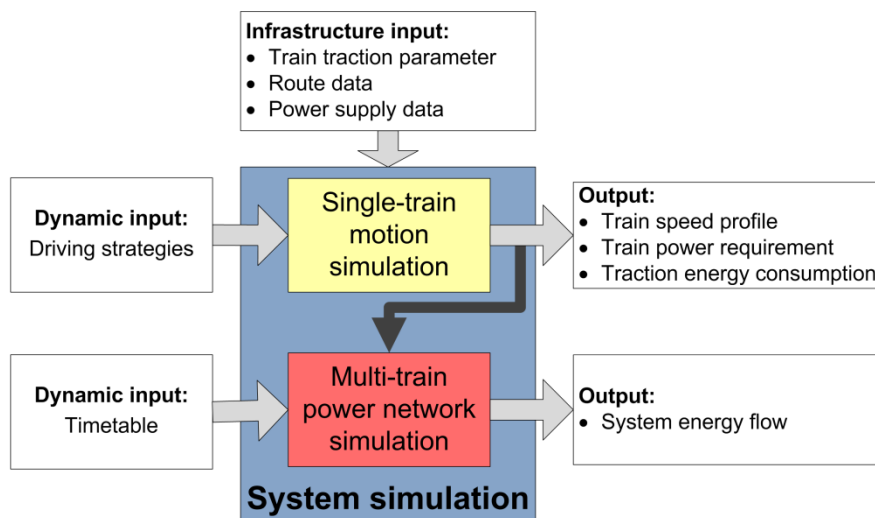 Infrastructure input:
• Train traction parameter
• Route data
• Power supply data
Dynamic input:
Driving strategies
Single-train
motion
simulation
Output:
• Train speed profile
• Train power requirement
• Traction energy consumption
Dynamic input:
Timetable
Multi-train
power network
simulation
Output:
• System energy flow
System simulation